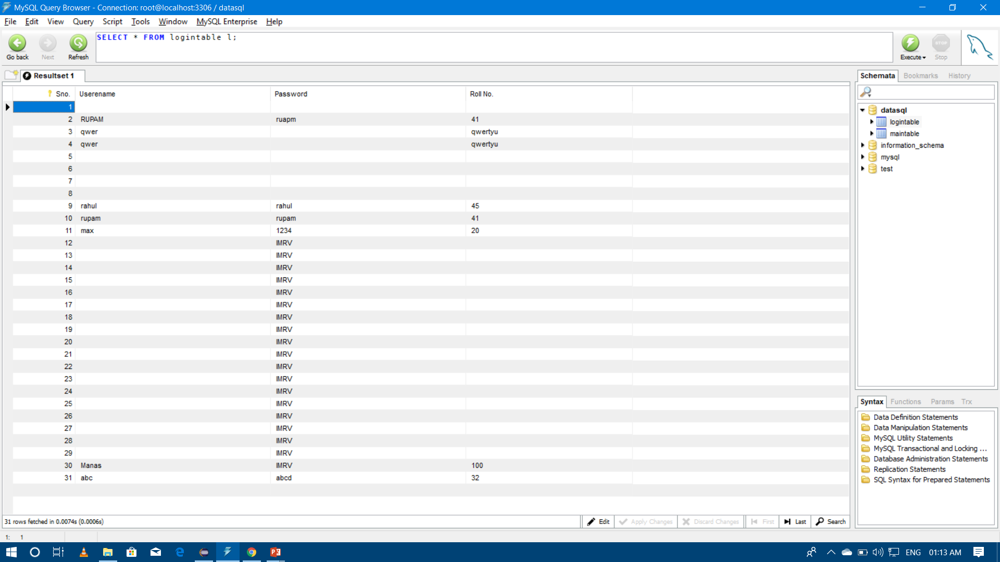 MySQL Query Browser - Connection: root@localhost:3306 / datasql
File Edit View Query Script Tools Window MySQL Enterprise Help
SELECT * FROM logintable l;
Go back Next Refresh Execute STOP Stop
Resultset 1
Sno. Userename Password Roll No.
1
2 RUPAM ruapm 41
3 qwer qwertyu
4 qwer qwertyu
5
6
7
8
9 rahul rahul 45
10 rupam rupam 41
11 max 1234 20
12 IMRV
13 IMRV
14 IMRV
15 IMRV
16 IMRV
17 IMRV
18 IMRV
19 IMRV
20 IMRV
21 IMRV
22 IMRV
23 IMRV
24 IMRV
25 IMRV
26 IMRV
27 IMRV
28 IMRV
29 IMRV
30 Manas IMRV 100
31 abc abcd 32
31 rows fetched in 0.0074s (0.0006s)
Edit Apply Changes Discard Changes First Last Search
1: 1
Schemata Bookmarks History
datasql
logintable
maintable
information_schema
mysql
test
Syntax Functions Params Trx
Data Definition Statements
Data Manipulation Statements
MySQL Utility Statements
MySQL Transactional and Locking ...
Database Administration Statements
Replication Statements
SQL Syntax for Prepared Statements
ENG 01:13 AM